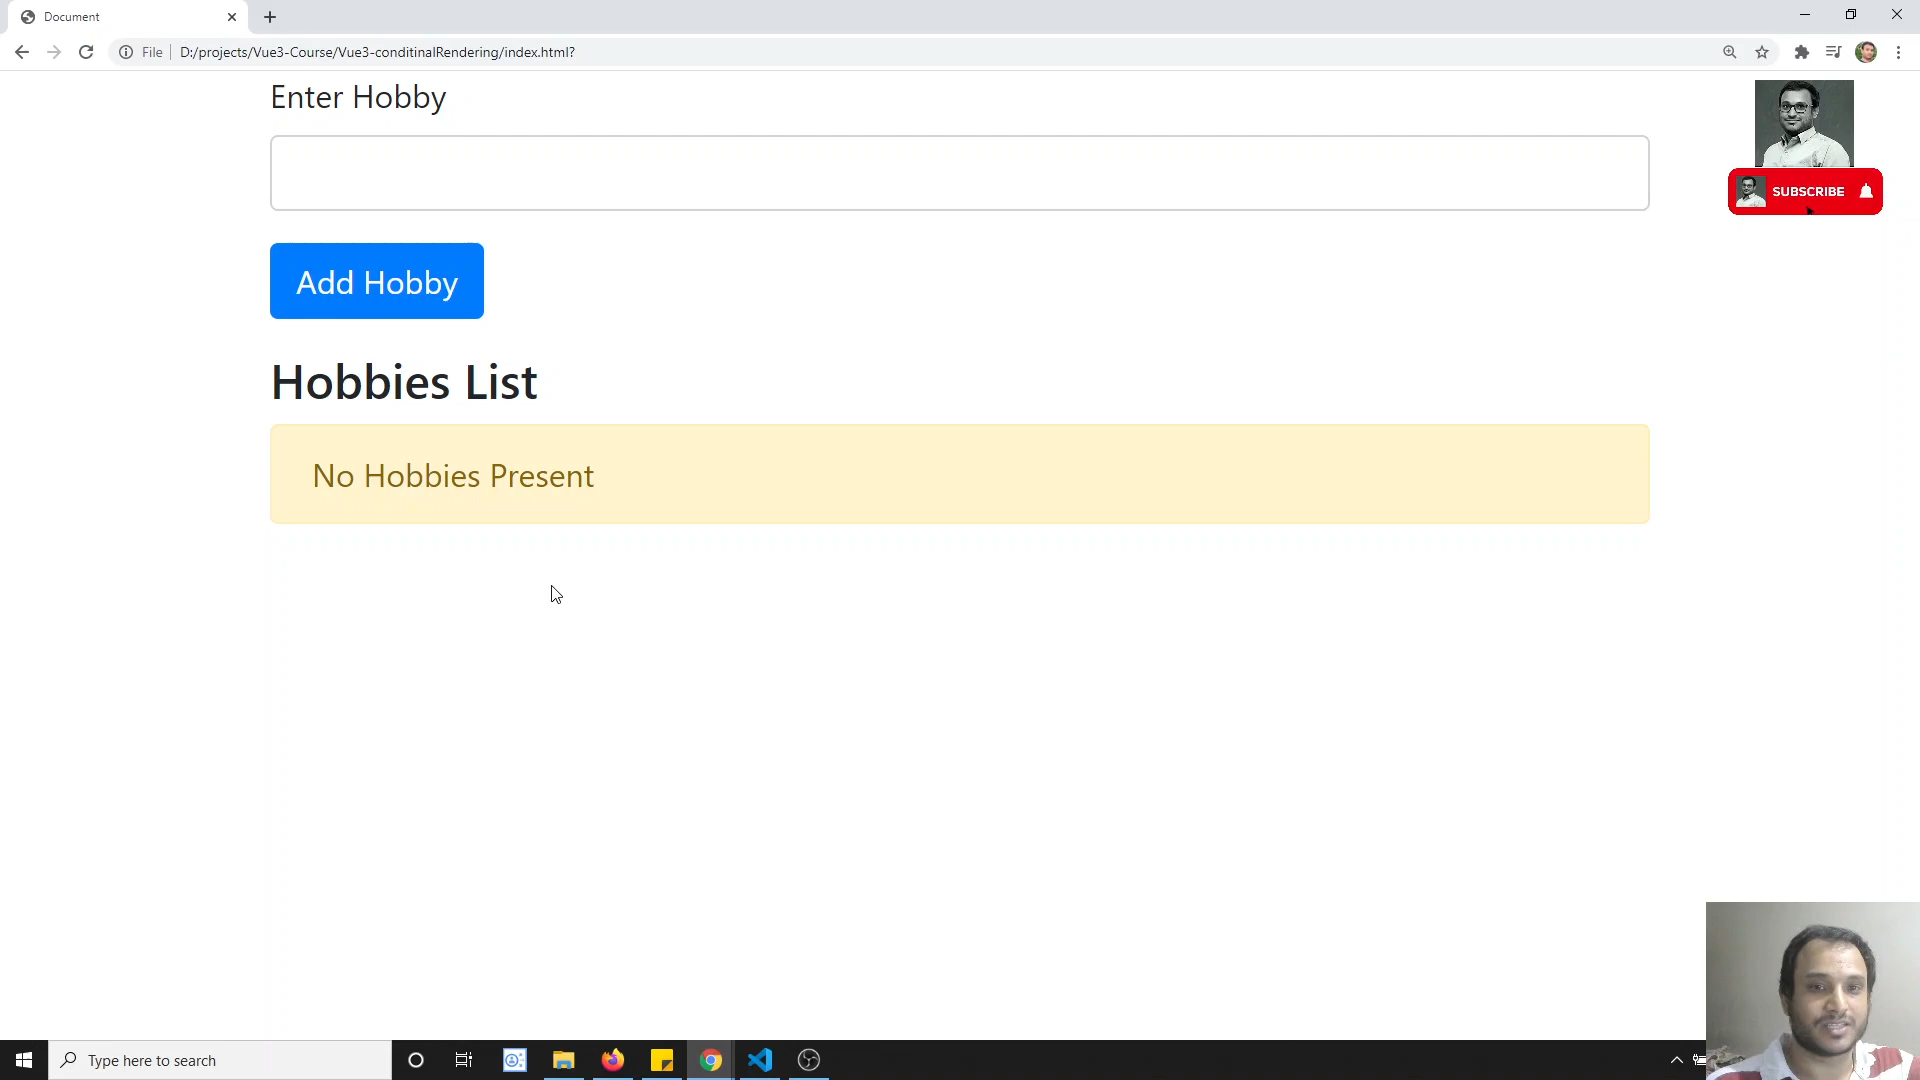 Document
File
D:/projects/Vue3-Course/Vue3-conditinalRendering/index.html?
Enter Hobby
SUBSCRIBE
Add Hobby
Hobbies List
No Hobbies Present
Type here to search